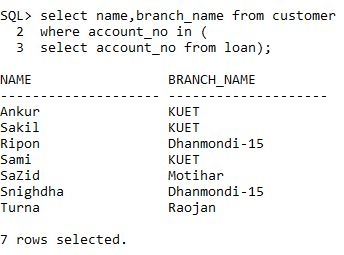 SQL> select name,branch_name from customer
2 where account_no in (
3 select account_no from loan);
NAME BRANCH_NAME
-------------------- --------------------
Ankur KUET
Sakil KUET
Ripon Dhanmondi-15
Sami KUET
SaZid Motihar
Snighdha Dhanmondi-15
Turna Raojan
7 rows selected.